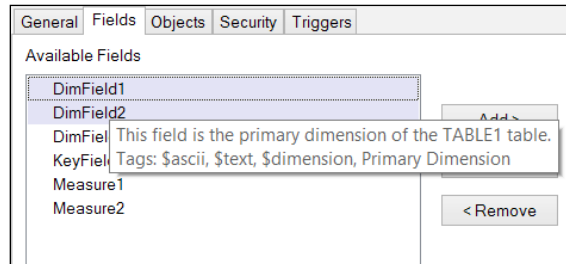 General Fields Objects Security Triggers
Available Fields
DimField1
DimField2
Add >
This field is the primary dimension of the TABLE1 table.
Tags: $ascii, $text, $dimension, Primary Dimension
DimFiel
KeyField
Measure1
Measure2
< Remove